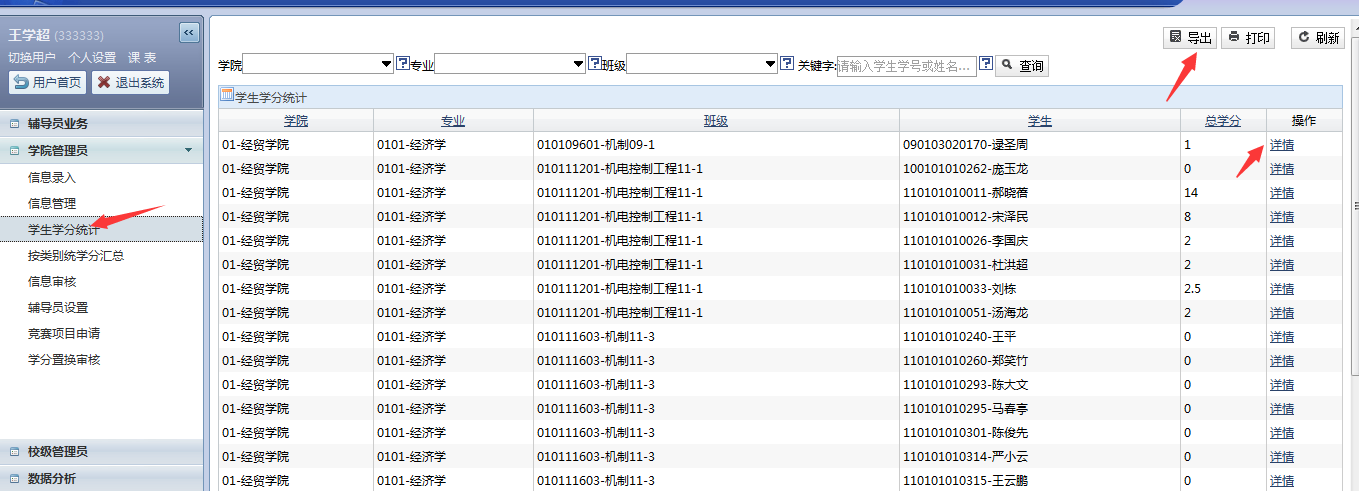 王学超 (333333)
<<
切换用户 个人设置 课 表
用户首页 退出系统
辅导员业务
学院管理员
信息录入
信息管理
学生学分统计
按类别统学分汇总
信息审核
辅导员设置
竞赛项目申请
学分置换审核
校级管理员
数据分析
导出 打印 刷新
学院 ? 专业 ? 班级 ? 关键字: 请输入学生学号或姓名... ? 查询
学生学分统计
学院 专业 班级 学生 总学分 操作
01-经贸学院 0101-经济学 010109601-机制09-1 090103020170-逯圣周 1 详情
01-经贸学院 0101-经济学 010111201-机电控制工程11-1 100101010262-庞玉龙 0 详情
01-经贸学院 0101-经济学 010111201-机电控制工程11-1 110101010011-郝晓蓓 14 详情
01-经贸学院 0101-经济学 010111201-机电控制工程11-1 110101010012-宋泽民 8 详情
01-经贸学院 0101-经济学 010111201-机电控制工程11-1 110101010026-李国庆 2 详情
01-经贸学院 0101-经济学 010111201-机电控制工程11-1 110101010031-杜洪超 2 详情
01-经贸学院 0101-经济学 010111201-机电控制工程11-1 110101010033-刘栋 2.5 详情
01-经贸学院 0101-经济学 010111201-机电控制工程11-1 110101010051-汤海龙 2 详情
01-经贸学院 0101-经济学 010111603-机制11-3 110101010240-王平 0 详情
01-经贸学院 0101-经济学 010111603-机制11-3 110101010260-郑笑竹 0 详情
01-经贸学院 0101-经济学 010111603-机制11-3 110101010293-陈大文 0 详情
01-经贸学院 0101-经济学 010111603-机制11-3 110101010295-马春亭 0 详情
01-经贸学院 0101-经济学 010111603-机制11-3 110101010301-陈俊先 0 详情
01-经贸学院 0101-经济学 010111603-机制11-3 110101010314-严小云 0 详情
01-经贸学院 0101-经济学 010111603-机制11-3 110101010315-王云鹏 0 详情